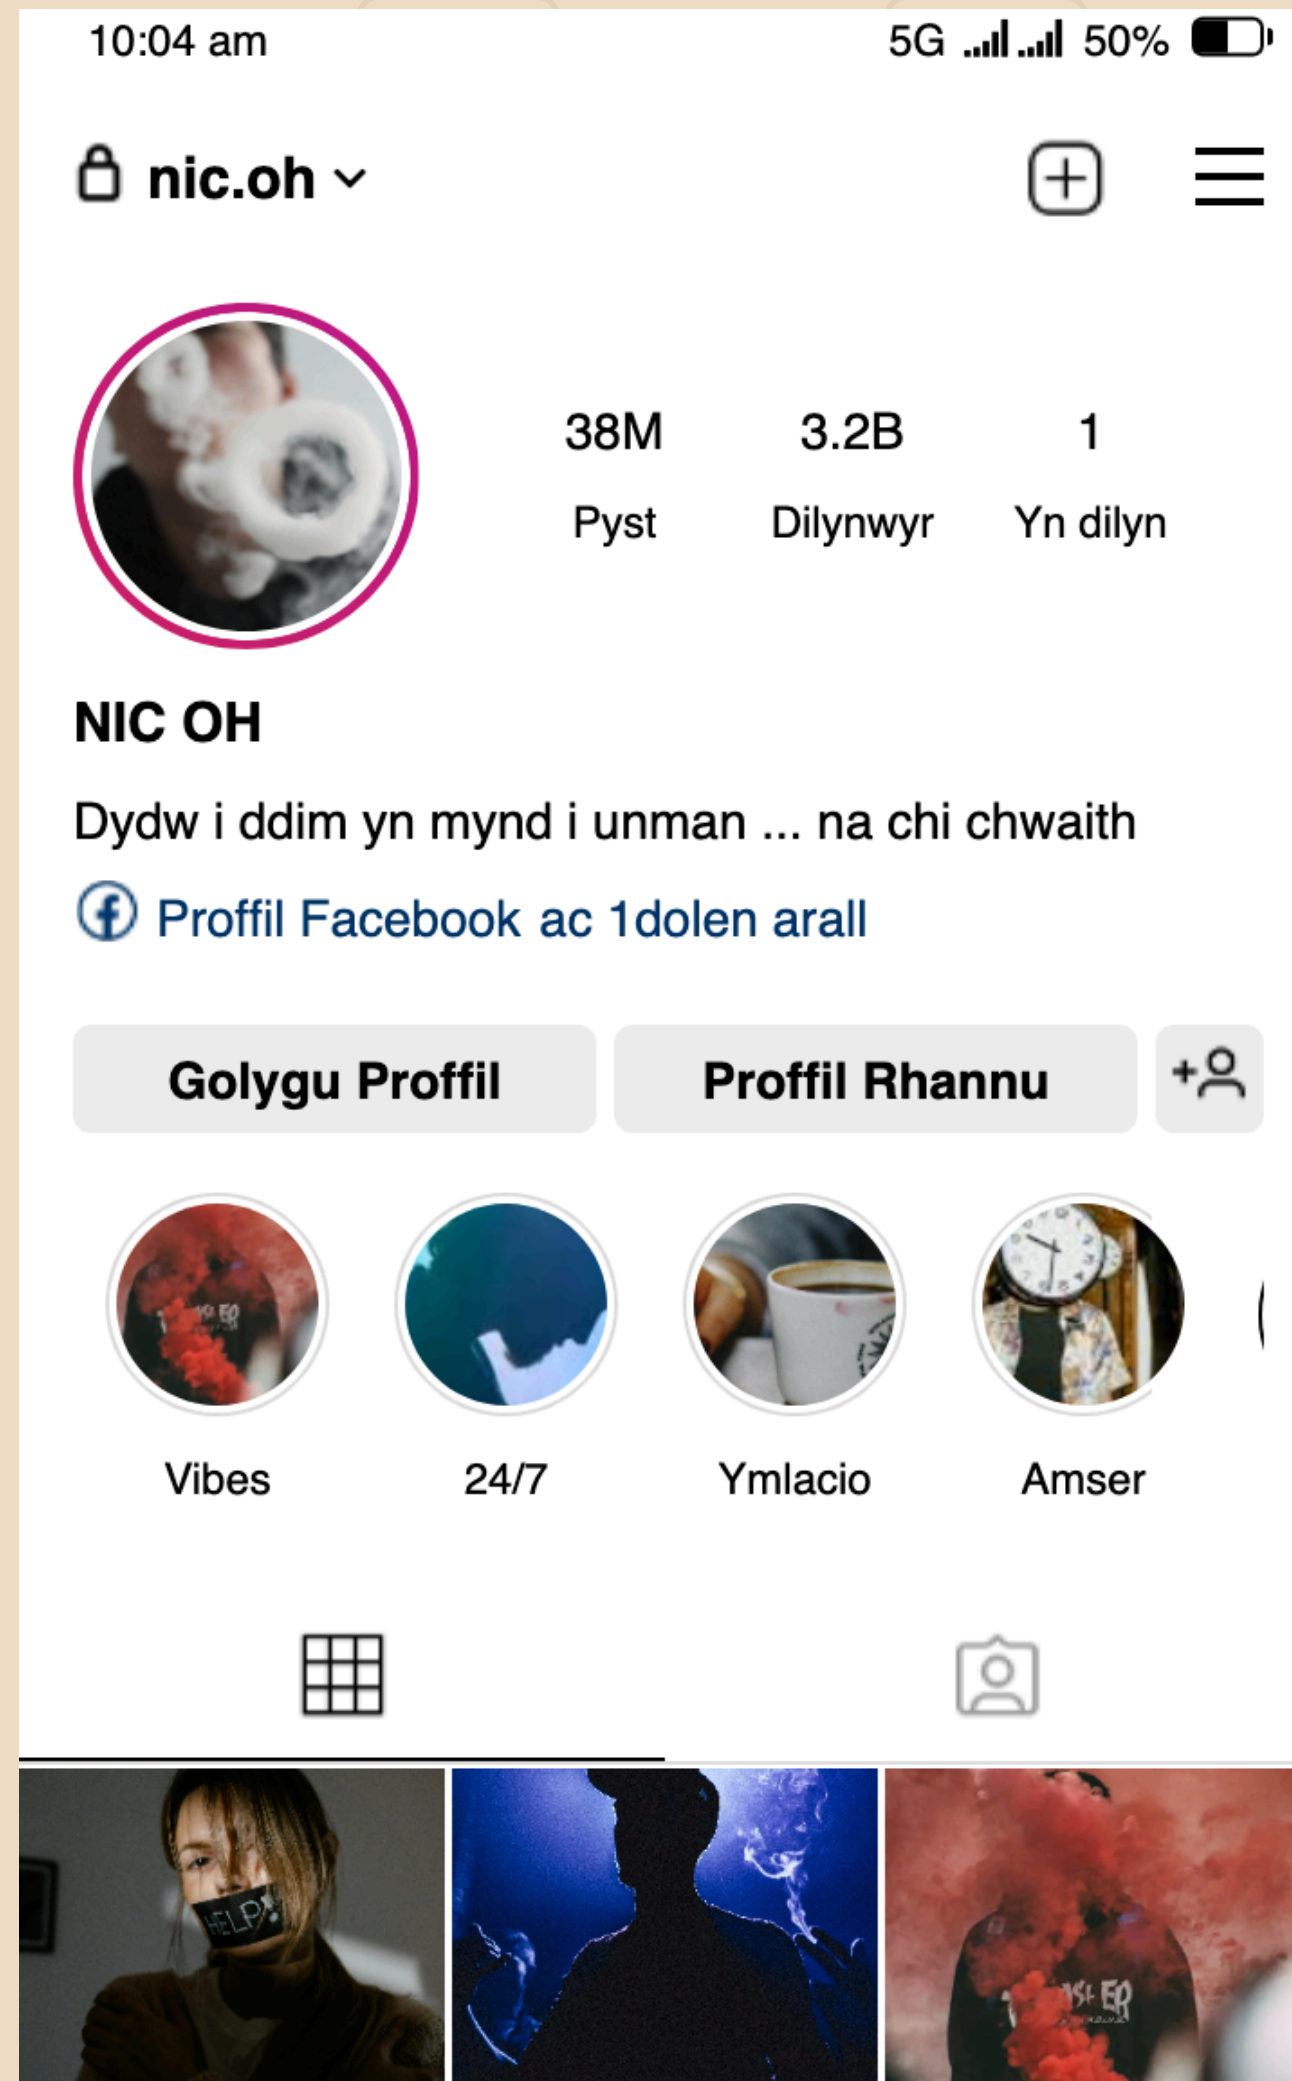 10:04 am 5G 50%
nic.oh
38M 3.2B 1
Pyst Dilynwyr Yn dilyn
NIC OH
Dydw i ddim yn mynd i unman ... na chi chwaith
Proffil Facebook ac 1dolen arall
Golygu Proffil Proffil Rhannu
Vibes 24/7 Ymlacio Amser
HELP!